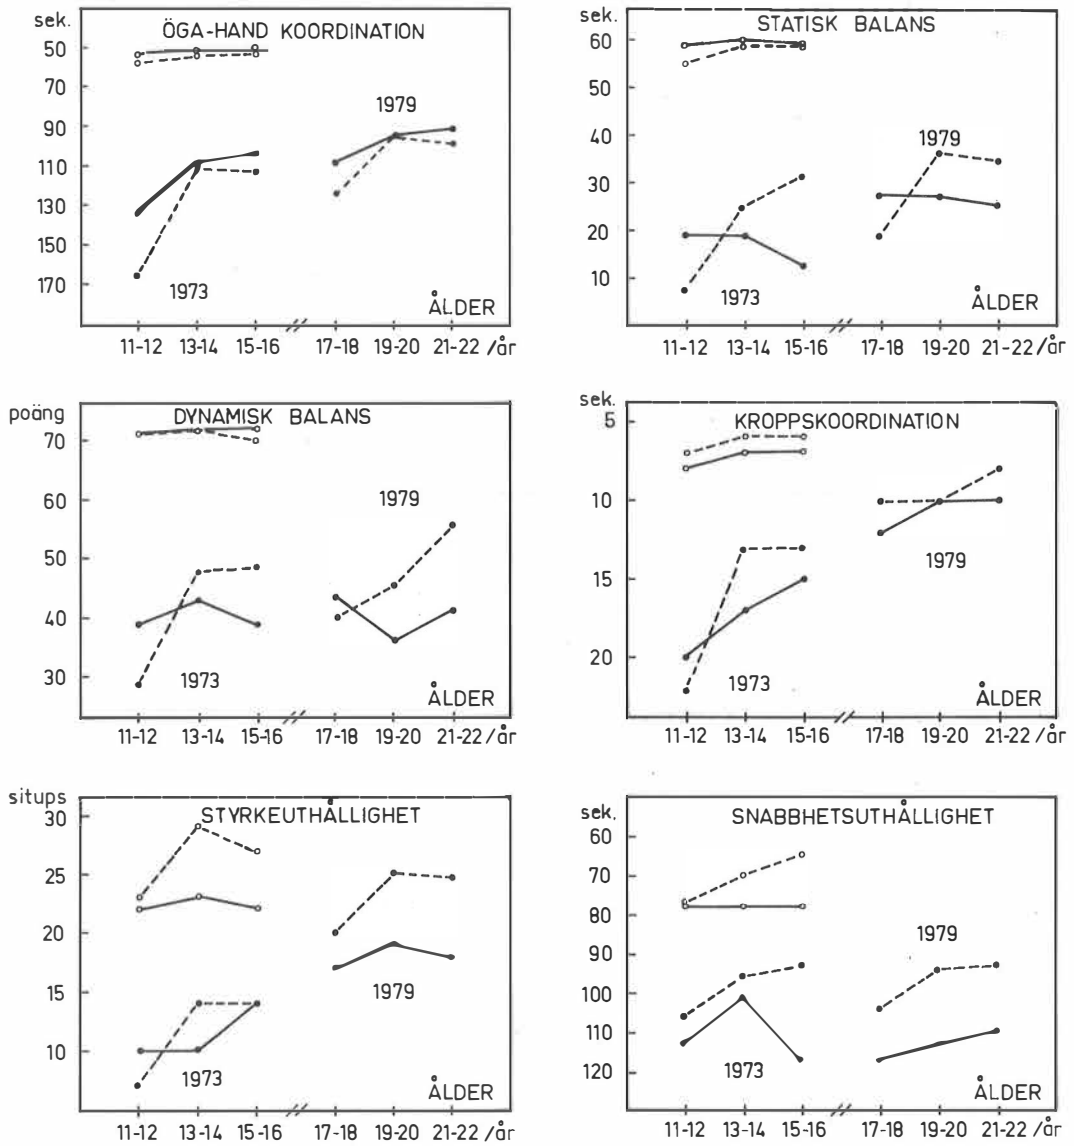 sek.
ÖGA-HAND KOORDINATION
50
70
90
110
130
150
170
1979
1973
ÅLDER
11-12 13-14 15-16 17-18 19-20 21-22 /år
sek.
STATISK BALANS
60
50
40
30
20
10
1979
1973
ÅLDER
11-12 13-14 15-16 17-18 19-20 21-22 /år
poäng
DYNAMISK BALANS
70
60
50
40
30
1979
1973
ÅLDER
11-12 13-14 15-16 17-18 19-20 21-22 /år
sek.
KROPPSKOORDINATION
5
10
15
20
1979
1973
ÅLDER
11-12 13-14 15-16 17-18 19-20 21-22 /år
situps
STYRKEUTHÅLLIGHET
30
25
20
15
10
1979
1973
ÅLDER
11-12 13-14 15-16 17-18 19-20 21-22 /år
sek.
SNABBHETSUTHÅLLIGHET
60
70
80
90
100
110
120
1979
1973
ÅLDER
11-12 13-14 15-16 17-18 19-20 21-22 /år